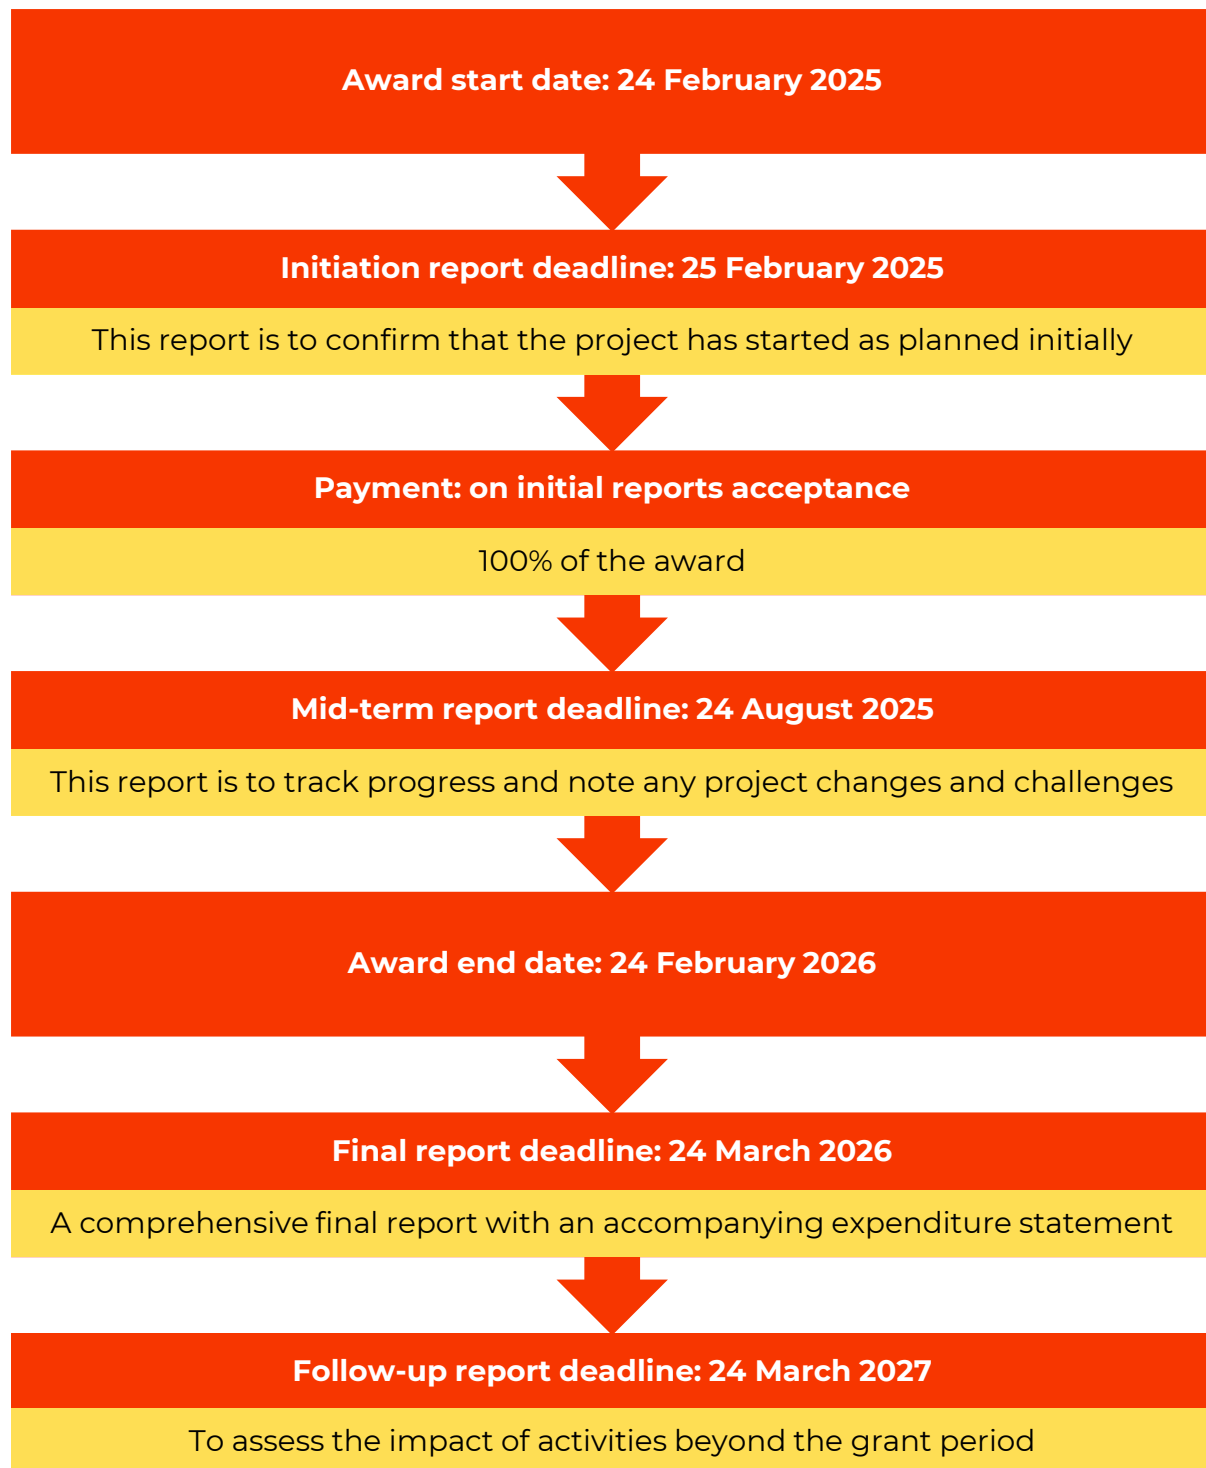 Award start date: 24 February 2025
Initiation report deadline: 25 February 2025
This report is to confirm that the project has started as planned initially
Payment: on initial reports acceptance
100% of the award
Mid-term report deadline: 24 August 2025
This report is to track progress and note any project changes and challenges
Award end date: 24 February 2026
Final report deadline: 24 March 2026
A comprehensive final report with an accompanying expenditure statement
Follow-up report deadline: 24 March 2027
To assess the impact of activities beyond the grant period